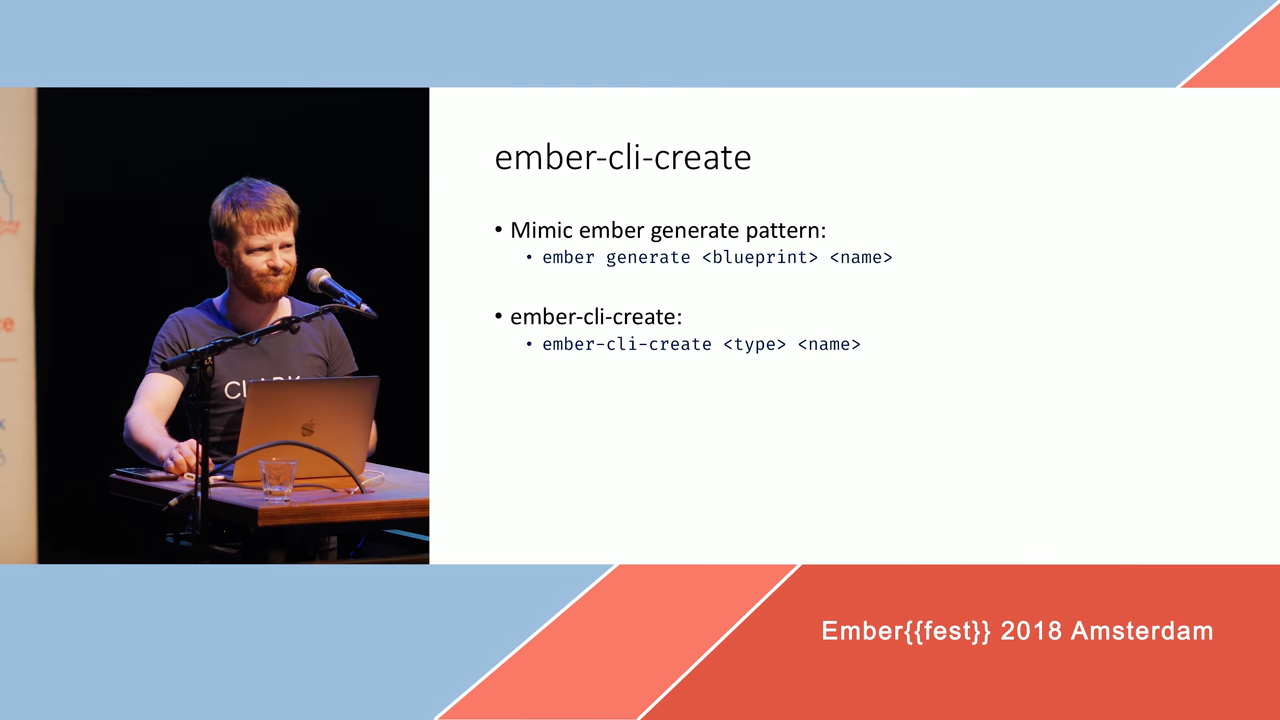 ember-cli-create
• Mimic ember generate pattern:
• ember generate <blueprint> <name>
• ember-cli-create:
• ember-cli-create <type> <name>
Ember{{fest}} 2018 Amsterdam